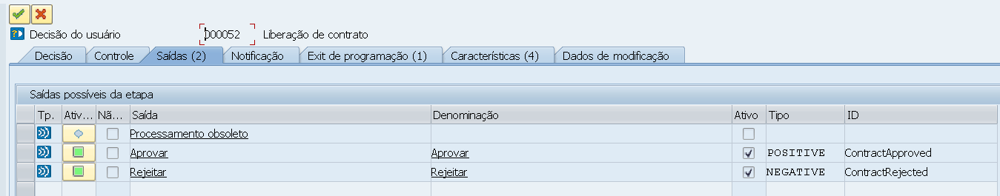 Decisão do usuário 000052 Liberação de contrato
Decisão Controle Saídas (2) Notificação Exit de programação (1) Características (4) Dados de modificação
Saídas possíveis da etapa
Tp. Ativ... Nã... Saída Denominação Ativo Tipo ID
Processamento obsoleto
Aprovar Aprovar POSITIVE ContractApproved
Rejeitar Rejeitar NEGATIVE ContractRejected